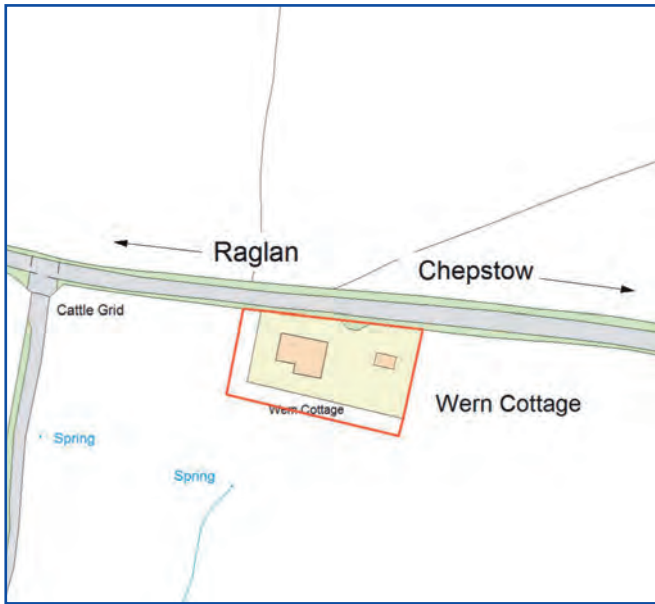 Raglan
Chepstow
Cattle Grid
Wern Cottage
Wern Cottage
Spring
Spring